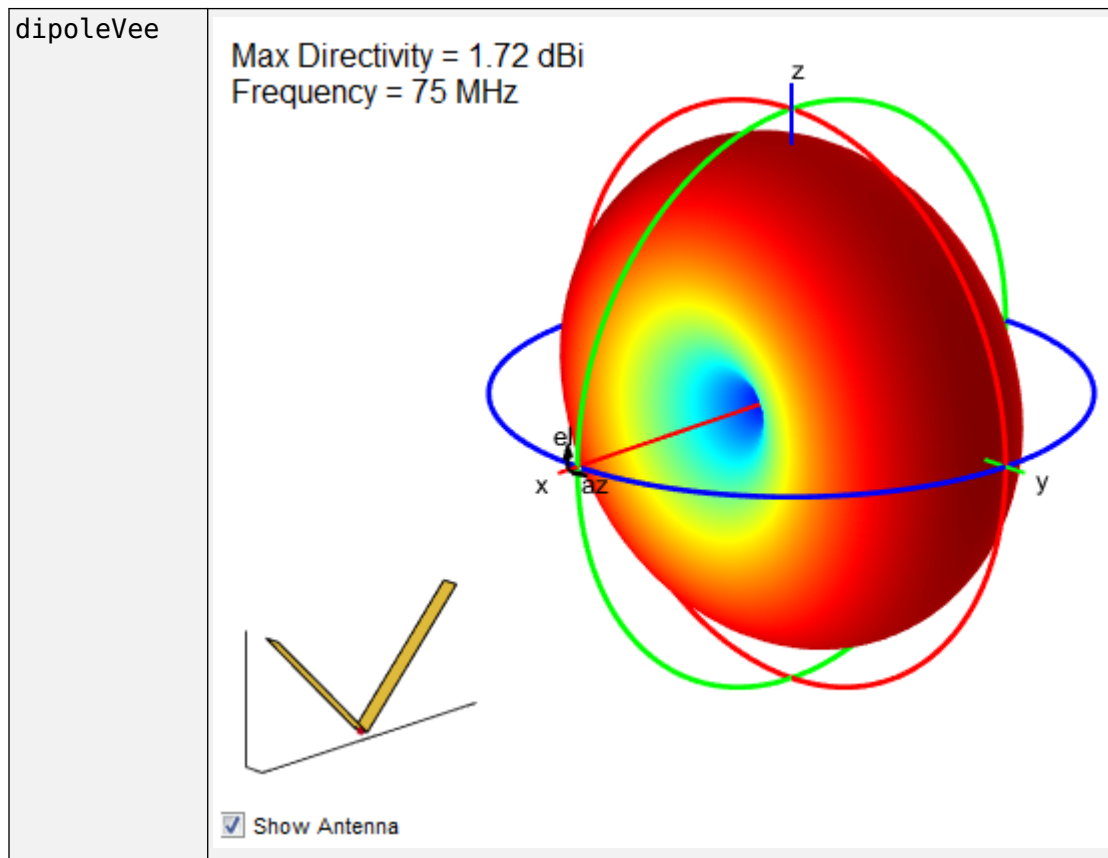 dipoleVee
Max Directivity = 1.72 dBi
Frequency = 75 MHz
z
el
x
az
y
Show Antenna